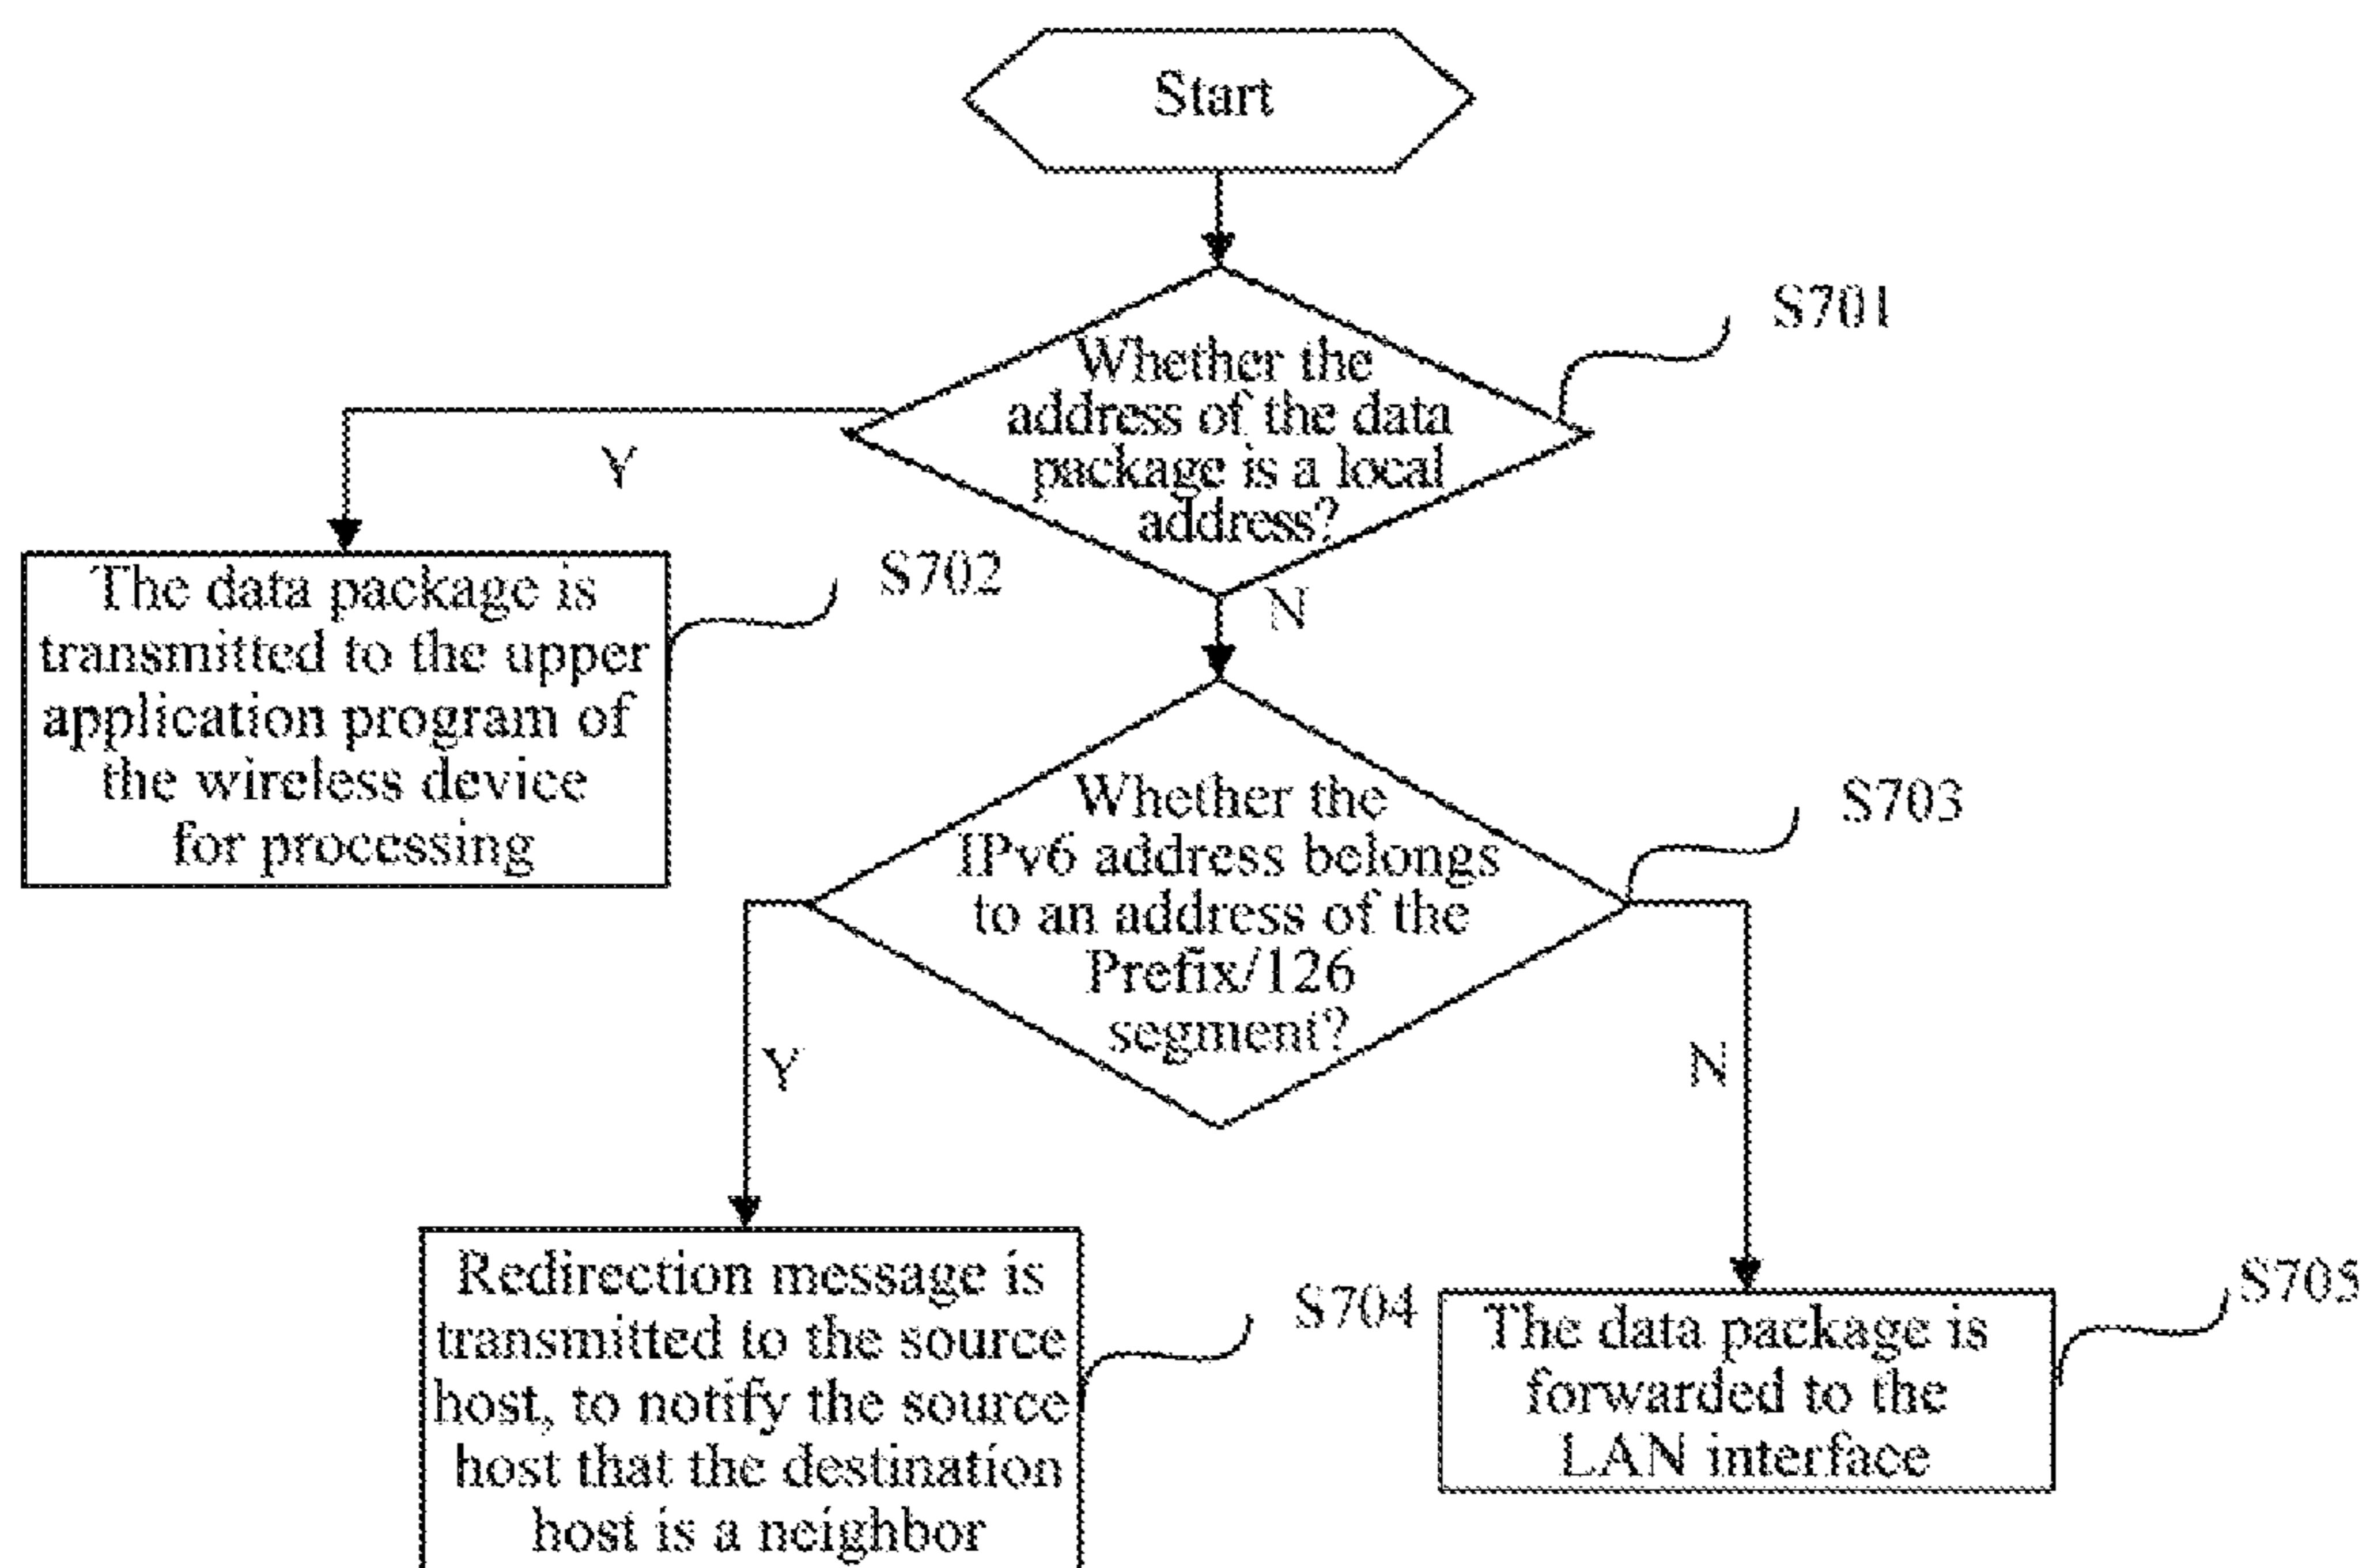 Start
S701
Whether the
address of the data
package is a local
address?
Y
N
S702
The data package is
transmitted to the upper
application program of
the wireless device
for processing
S703
Whether the
IPv6 address belongs
to an address of the
Prefix/126
segment?
Y
N
Redirection message is
transmitted to the source
host, to notify the source
host that the destination
host is a neighbor
S704
The data package is
forwarded to the
LAN interface
S705